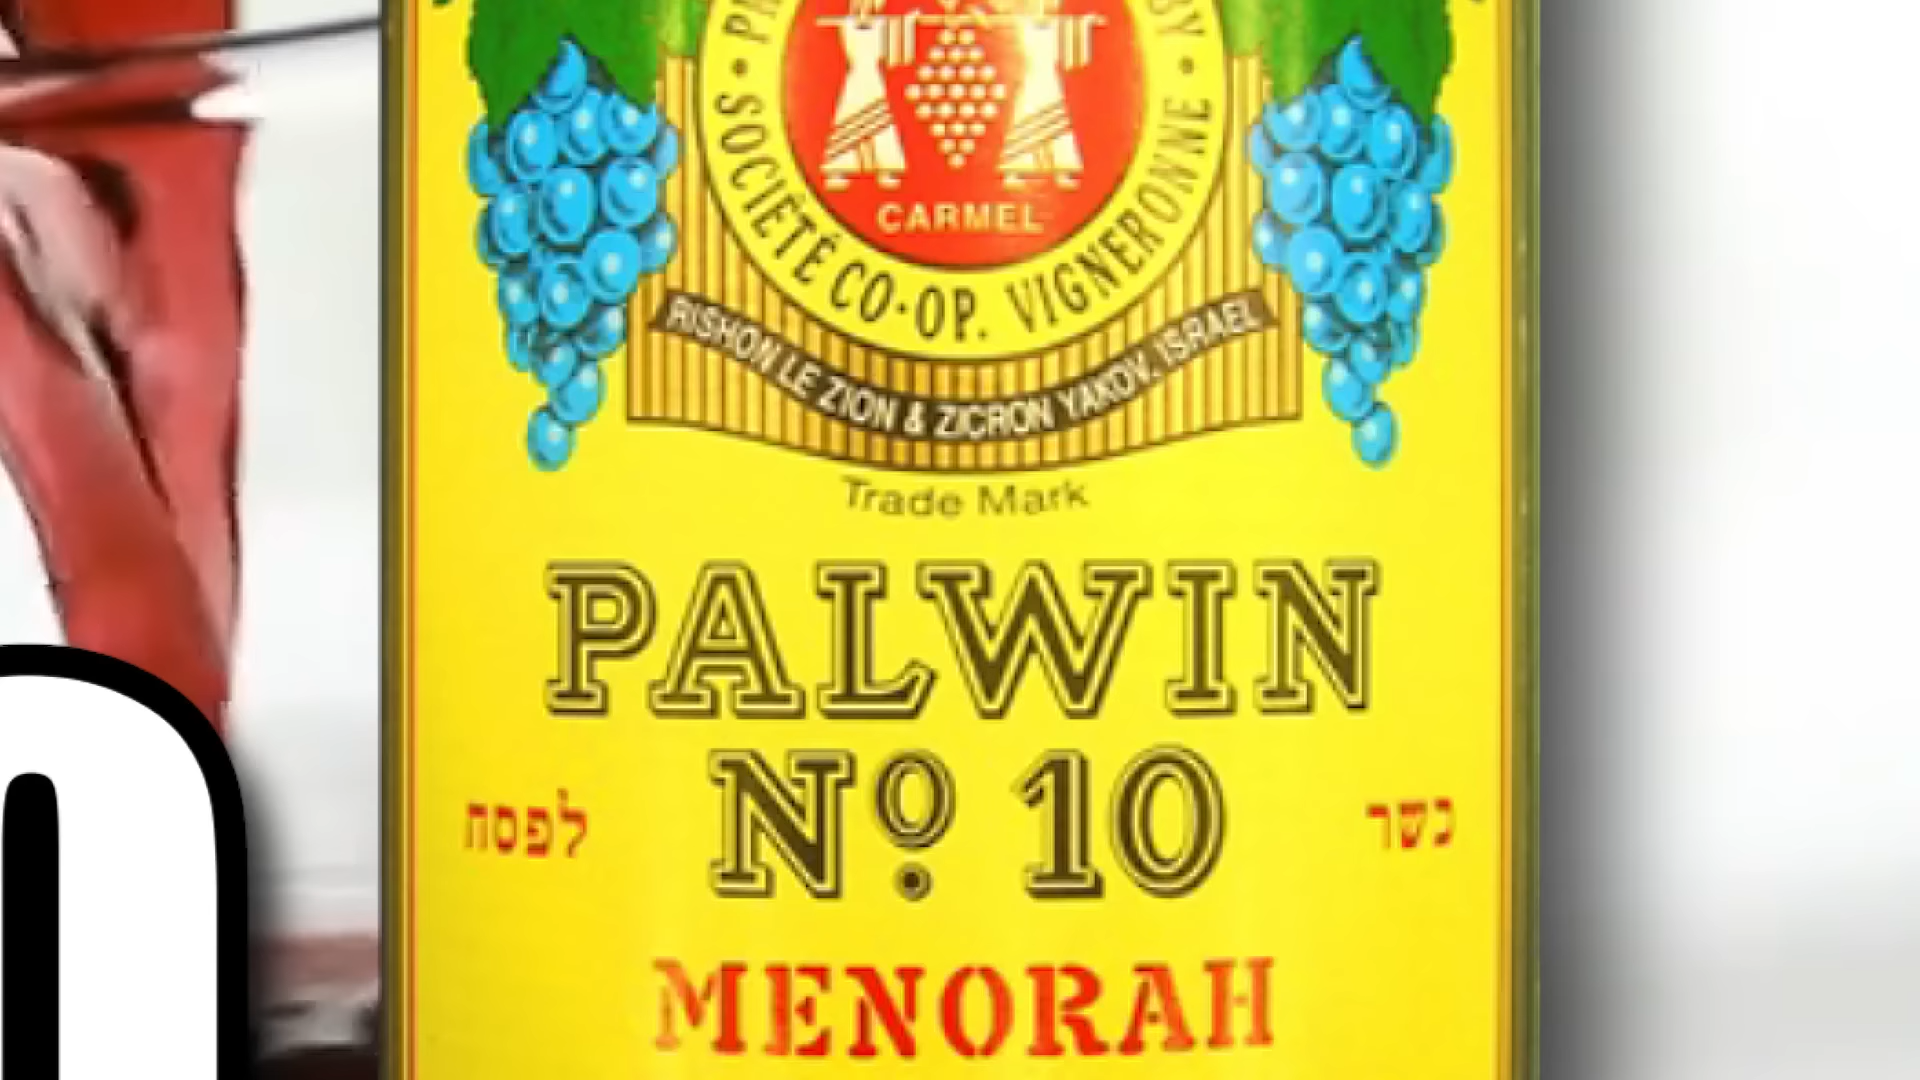 CARMEL
SOCIÉTÉ CO·OP. VIGNERONNE
RISHON LE ZION & ZICRON YAKOV. ISRAEL
Trade Mark
PALWIN
Nº 10
כשר לפסח
MENORAH